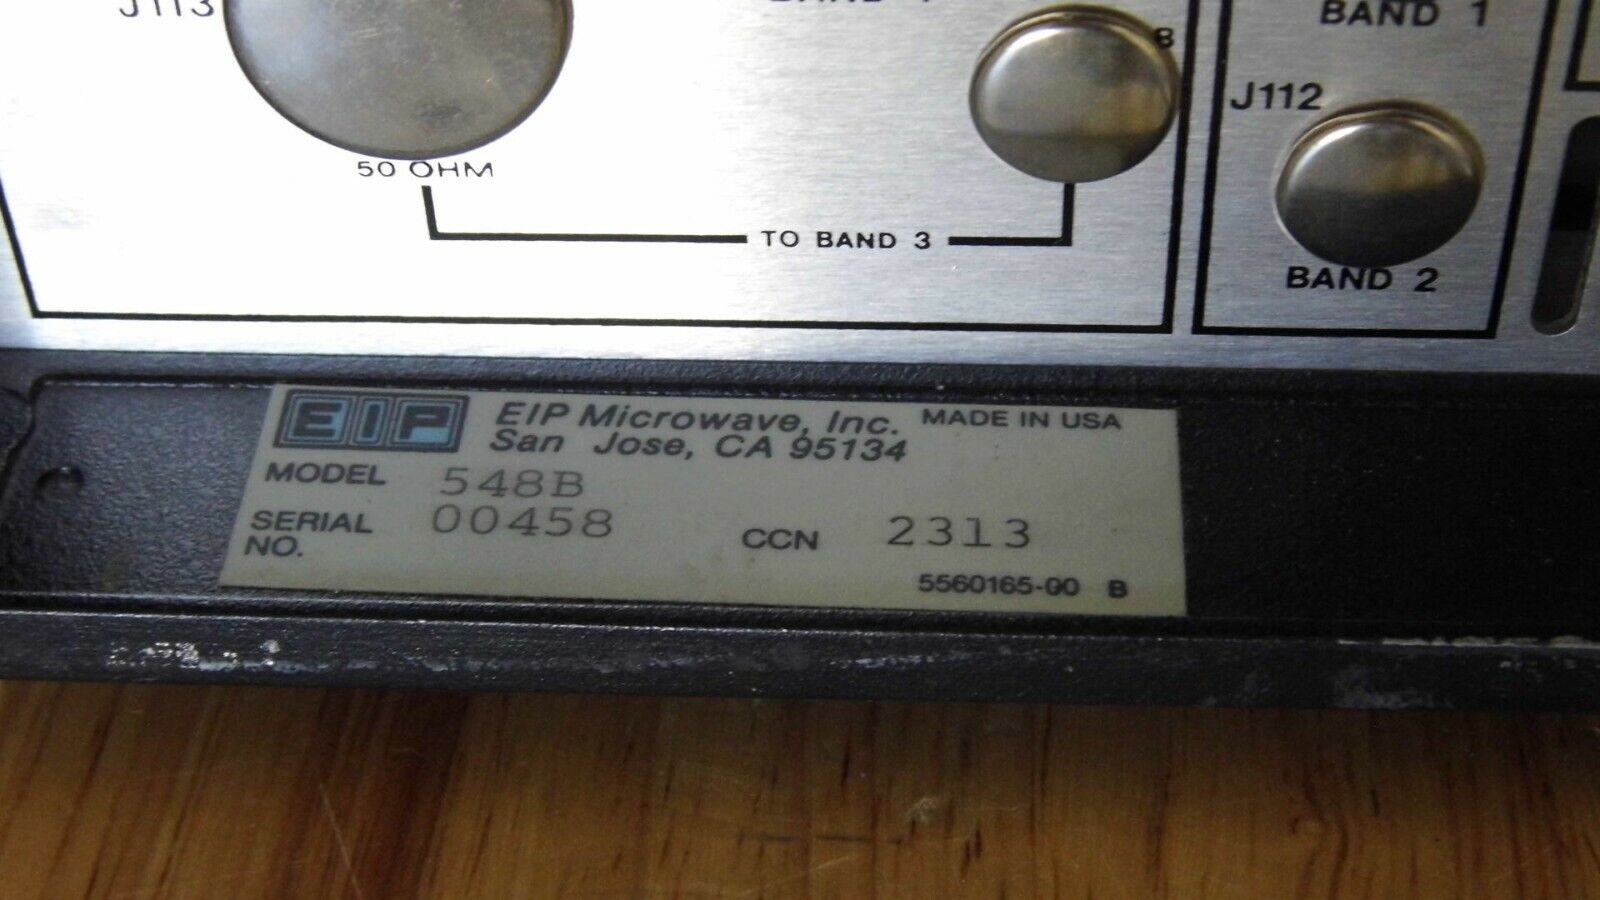 J113
BAND 1
B
J112
50 OHM
TO BAND 3
BAND 2
EIP
EIP Microwave, Inc. MADE IN USA
San Jose, CA 95134
MODEL 548B
SERIAL NO. 00458 CCN 2313
5560165-00 B